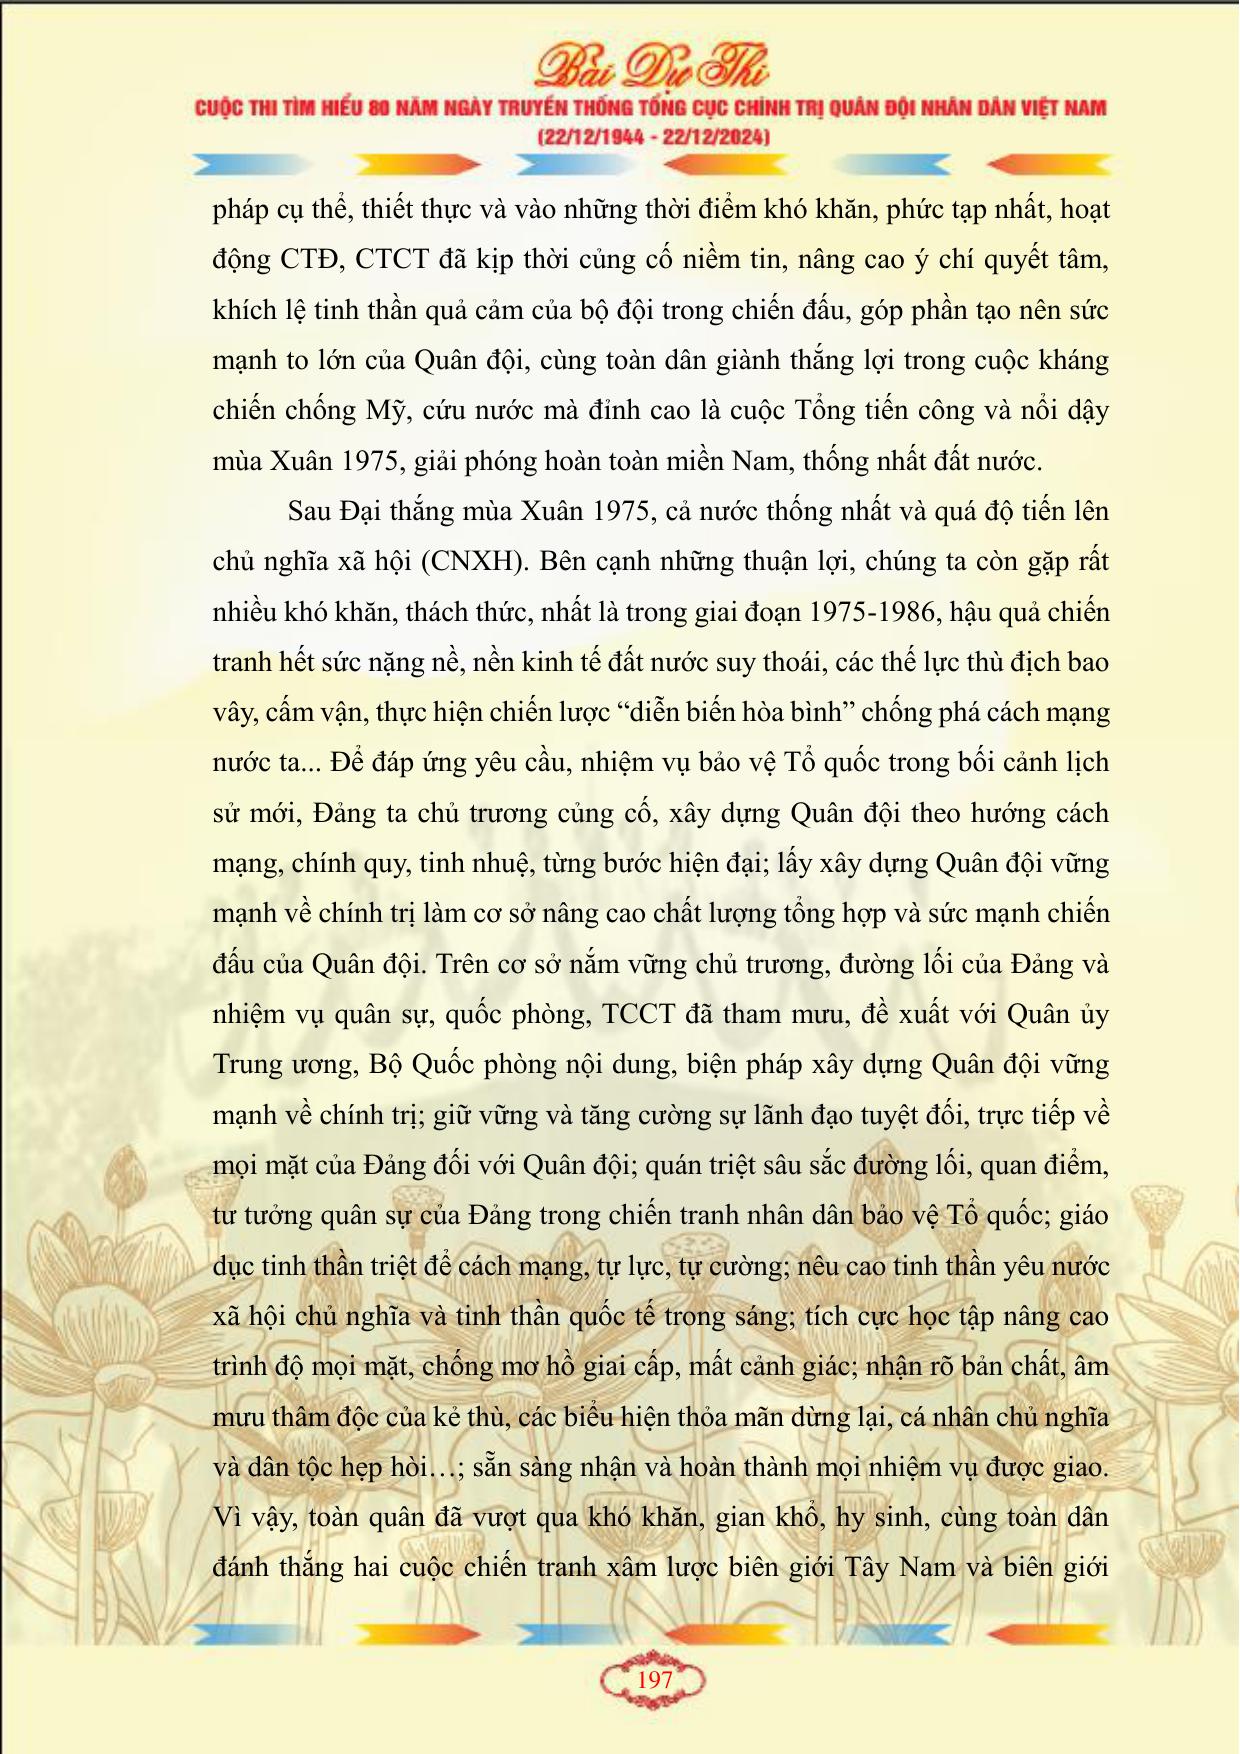 Bài Dự Thi
CUỘC THI TÌM HIỂU 80 NĂM NGÀY TRUYỀN THỐNG TỔNG CỤC CHÍNH TRỊ QUÂN ĐỘI NHÂN DÂN VIỆT NAM
(22/12/1944 - 22/12/2024)
pháp cụ thể, thiết thực và vào những thời điểm khó khăn, phức tạp nhất, hoạt
động CTĐ, CTCT đã kịp thời củng cố niềm tin, nâng cao ý chí quyết tâm,
khích lệ tinh thần quả cảm của bộ đội trong chiến đấu, góp phần tạo nên sức
mạnh to lớn của Quân đội, cùng toàn dân giành thắng lợi trong cuộc kháng
chiến chống Mỹ, cứu nước mà đỉnh cao là cuộc Tổng tiến công và nổi dậy
mùa Xuân 1975, giải phóng hoàn toàn miền Nam, thống nhất đất nước.
Sau Đại thắng mùa Xuân 1975, cả nước thống nhất và quá độ tiến lên
chủ nghĩa xã hội (CNXH). Bên cạnh những thuận lợi, chúng ta còn gặp rất
nhiều khó khăn, thách thức, nhất là trong giai đoạn 1975-1986, hậu quả chiến
tranh hết sức nặng nề, nền kinh tế đất nước suy thoái, các thế lực thù địch bao
vây, cấm vận, thực hiện chiến lược “diễn biến hòa bình” chống phá cách mạng
nước ta... Để đáp ứng yêu cầu, nhiệm vụ bảo vệ Tổ quốc trong bối cảnh lịch
sử mới, Đảng ta chủ trương củng cố, xây dựng Quân đội theo hướng cách
mạng, chính quy, tinh nhuệ, từng bước hiện đại; lấy xây dựng Quân đội vững
mạnh về chính trị làm cơ sở nâng cao chất lượng tổng hợp và sức mạnh chiến
đấu của Quân đội. Trên cơ sở nắm vững chủ trương, đường lối của Đảng và
nhiệm vụ quân sự, quốc phòng, TCCT đã tham mưu, đề xuất với Quân ủy
Trung ương, Bộ Quốc phòng nội dung, biện pháp xây dựng Quân đội vững
mạnh về chính trị; giữ vững và tăng cường sự lãnh đạo tuyệt đối, trực tiếp về
mọi mặt của Đảng đối với Quân đội; quán triệt sâu sắc đường lối, quan điểm,
tư tưởng quân sự của Đảng trong chiến tranh nhân dân bảo vệ Tổ quốc; giáo
dục tinh thần triệt để cách mạng, tự lực, tự cường; nêu cao tinh thần yêu nước
xã hội chủ nghĩa và tinh thần quốc tế trong sáng; tích cực học tập nâng cao
trình độ mọi mặt, chống mơ hồ giai cấp, mất cảnh giác; nhận rõ bản chất, âm
mưu thâm độc của kẻ thù, các biểu hiện thỏa mãn dừng lại, cá nhân chủ nghĩa
và dân tộc hẹp hòi…; sẵn sàng nhận và hoàn thành mọi nhiệm vụ được giao.
Vì vậy, toàn quân đã vượt qua khó khăn, gian khổ, hy sinh, cùng toàn dân
đánh thắng hai cuộc chiến tranh xâm lược biên giới Tây Nam và biên giới
197